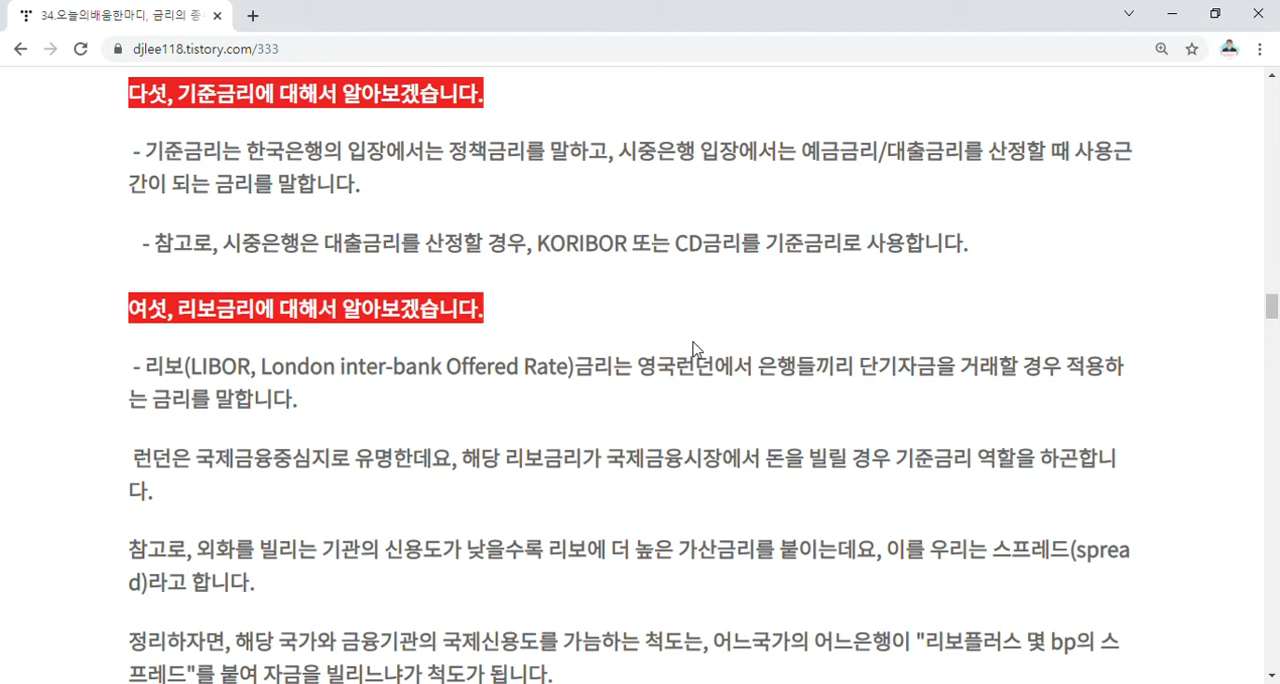 34.오늘의배움한마디, 금리의 종
djlee118.tistory.com/333
다섯, 기준금리에 대해서 알아보겠습니다.
- 기준금리는 한국은행의 입장에서는 정책금리를 말하고, 시중은행 입장에서는 예금금리/대출금리를 산정할 때 사용근
간이 되는 금리를 말합니다.
- 참고로, 시중은행은 대출금리를 산정할 경우, KORIBOR 또는 CD금리를 기준금리로 사용합니다.
여섯, 리보금리에 대해서 알아보겠습니다.
- 리보(LIBOR, London inter-bank Offered Rate)금리는 영국런던에서 은행들끼리 단기자금을 거래할 경우 적용하
는 금리를 말합니다.
런던은 국제금융중심지로 유명한데요, 해당 리보금리가 국제금융시장에서 돈을 빌릴 경우 기준금리 역할을 하곤합니
다.
참고로, 외화를 빌리는 기관의 신용도가 낮을수록 리보에 더 높은 가산금리를 붙이는데요, 이를 우리는 스프레드(sprea
d)라고 합니다.
정리하자면, 해당 국가와 금융기관의 국제신용도를 가늠하는 척도는, 어느국가의 어느은행이 "리보플러스 몇 bp의 스
프레드"를 붙여 자금을 빌리느냐가 척도가 됩니다.